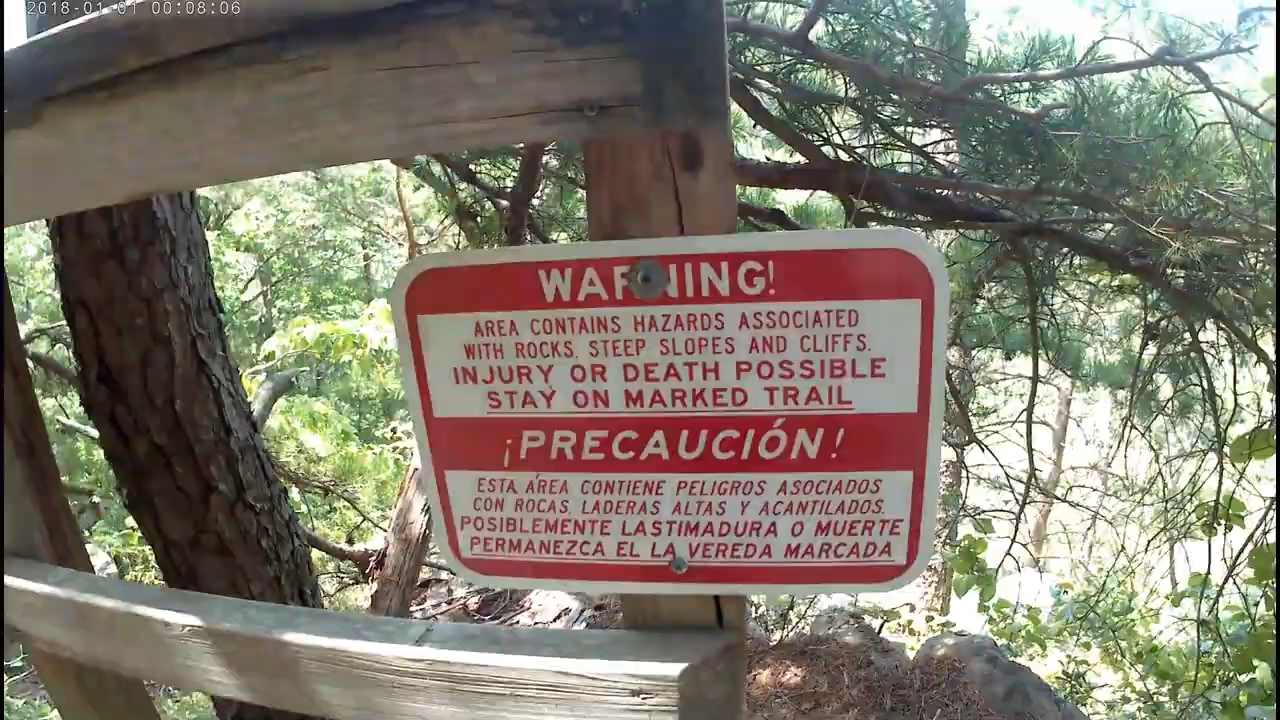 2018-01-01 00:08:06
WARNING!
AREA CONTAINS HAZARDS ASSOCIATED
WITH ROCKS, STEEP SLOPES AND CLIFFS.
INJURY OR DEATH POSSIBLE
STAY ON MARKED TRAIL
¡PRECAUCIÓN!
ESTA ÁREA CONTIENE PELIGROS ASOCIADOS
CON ROCAS, LADERAS ALTAS Y ACANTILADOS.
POSIBLEMENTE LASTIMADURA O MUERTE
PERMANEZCA EL LA VEREDA MARCADA